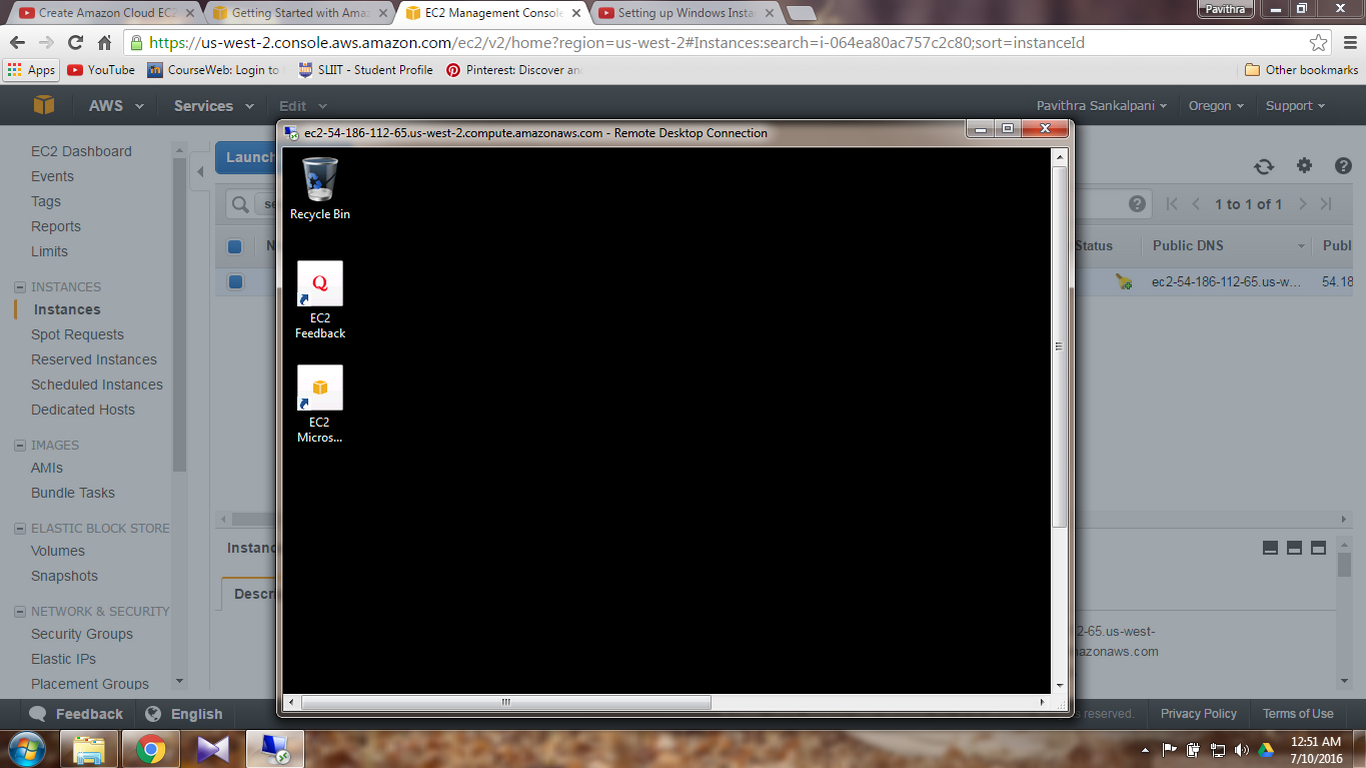 Create Amazon Cloud EC2
Getting Started with Amaz
EC2 Management Console
Setting up Windows Insta
Pavithra
https://us-west-2.console.aws.amazon.com/ec2/v2/home?region=us-west-2#Instances:search=i-064ea80ac757c2c80;sort=instanceId
Apps
YouTube
CourseWeb: Login to
SLIIT - Student Profile
Pinterest: Discover an
Other bookmarks
AWS
Services
Edit
Pavithra Sankalpani
Oregon
Support
ec2-54-186-112-65.us-west-2.compute.amazonaws.com - Remote Desktop Connection
EC2 Dashboard
Events
Tags
Reports
Limits
INSTANCES
Instances
Spot Requests
Reserved Instances
Scheduled Instances
Dedicated Hosts
IMAGES
AMIs
Bundle Tasks
ELASTIC BLOCK STORE
Volumes
Snapshots
NETWORK & SECURITY
Security Groups
Elastic IPs
Placement Groups
Launch
se
N
1 to 1 of 1
Status
Public DNS
Publ
ec2-54-186-112-65.us-w...
54.18
Recycle Bin
Q
EC2
Feedback
EC2
Micros...
Instanc
Descri
2-65.us-west-
azonaws.com
Feedback
English
s reserved.
Privacy Policy
Terms of Use
12:51 AM
7/10/2016